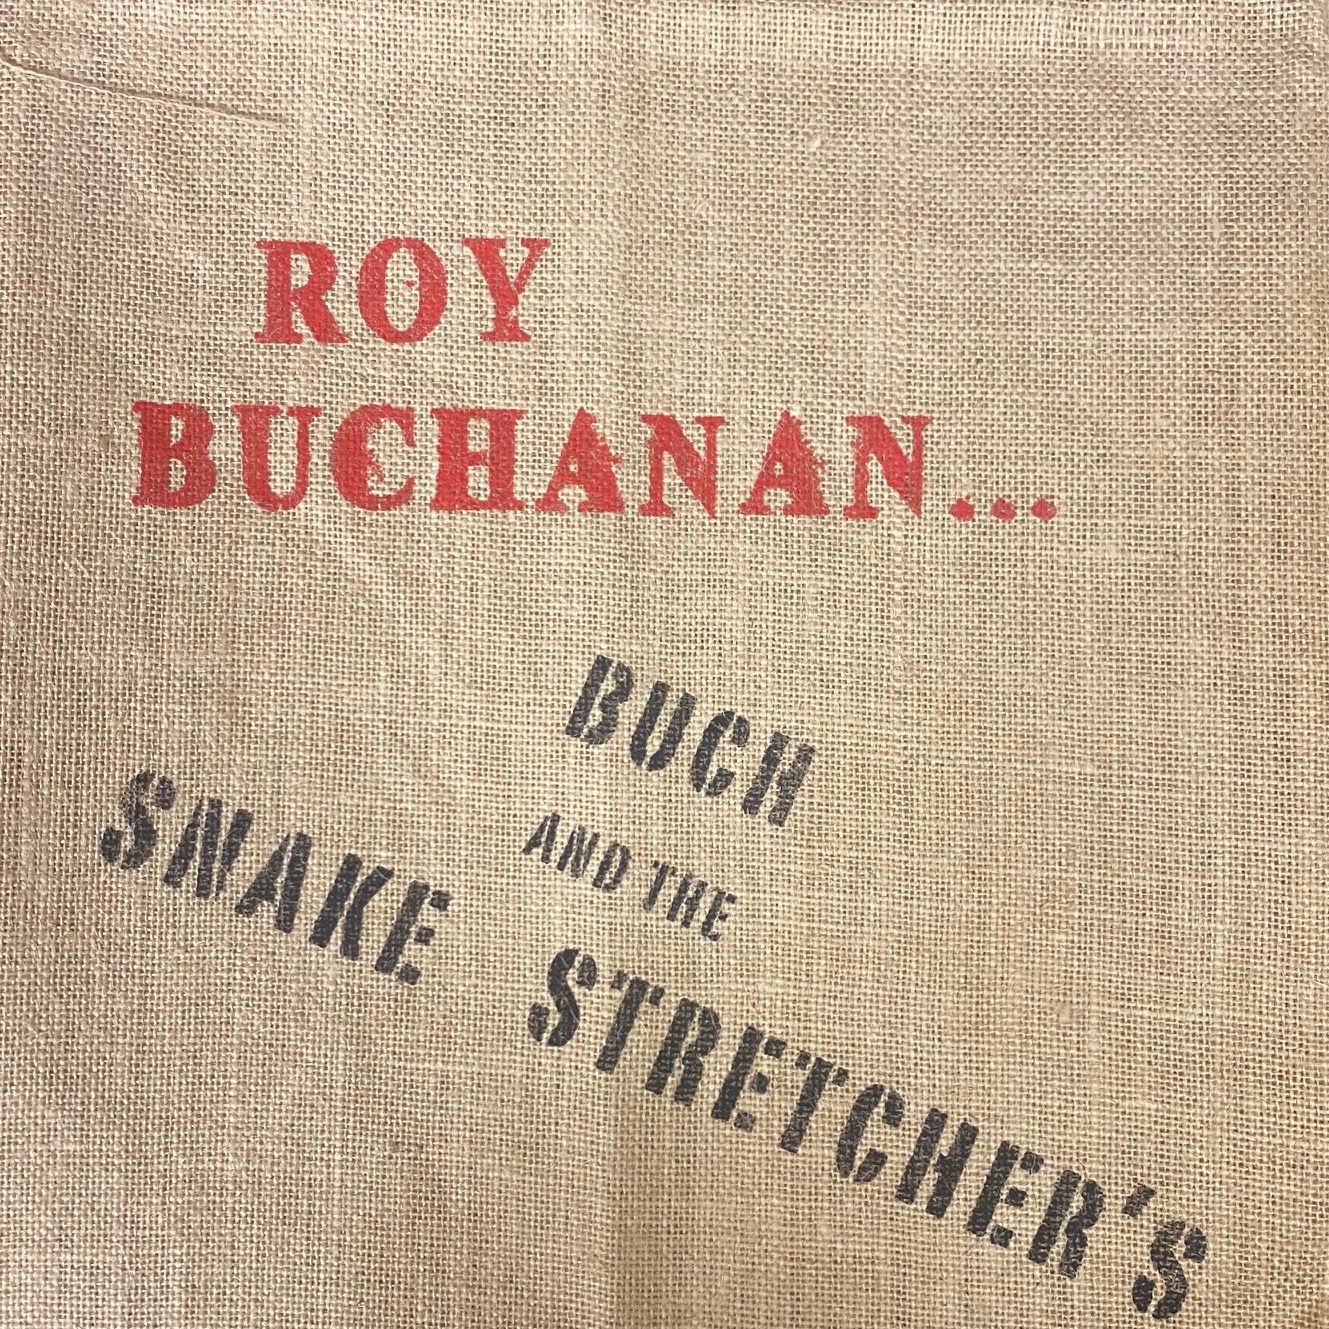 ROY
BUCHANAN...
BUCH
AND THE
SNAKE STRETCHER'S